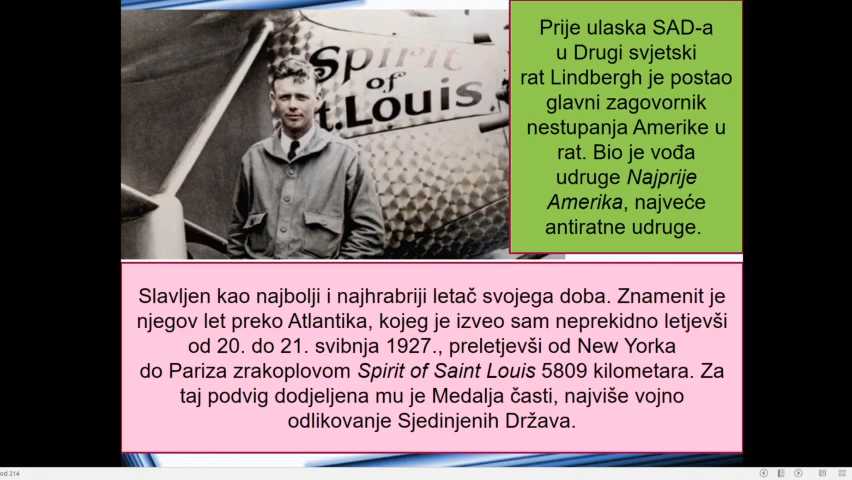 Spirit
of
t.Louis
Prije ulaska SAD-a
u Drugi svjetski
rat Lindbergh je postao
glavni zagovornik
nestupanja Amerike u
rat. Bio je vođa
udruge Najprije
Amerika, najveće
antiratne udruge.
Slavljen kao najbolji i najhrabriji letač svojega doba. Znamenit je
njegov let preko Atlantika, kojeg je izveo sam neprekidno letjevši
od 20. do 21. svibnja 1927., preletjevši od New Yorka
do Pariza zrakoplovom Spirit of Saint Louis 5809 kilometara. Za
taj podvig dodjeljena mu je Medalja časti, najviše vojno
odlikovanje Sjedinjenih Država.
od 214